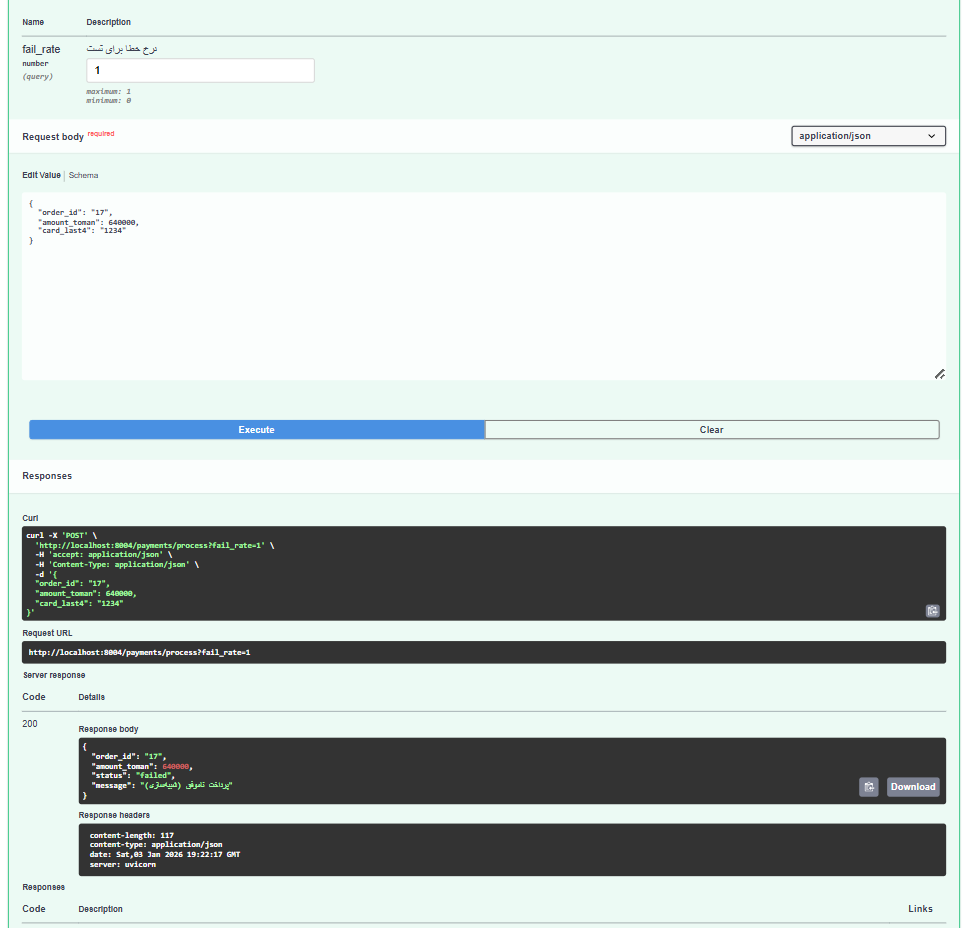 Name Description
fail_rate
number
(query)
نرخ خطا برای تست
1
maximum: 1
minimum: 0
Request body required
application/json
Edit Value | Schema
{
"order_id": "17",
"amount_toman": 640000,
"card_last4": "1234"
}
Execute Clear
Responses
Curl
curl -X 'POST' \
'http://localhost:8004/payments/process?fail_rate=1' \
-H 'accept: application/json' \
-H 'Content-Type: application/json' \
-d '{
"order_id": "17",
"amount_toman": 640000,
"card_last4": "1234"
}'
Request URL
http://localhost:8004/payments/process?fail_rate=1
Server response
Code Details
200
Response body
{
"order_id": "17",
"amount_toman": 640000,
"status": "failed",
"message": "پرداخت ناموفق (شبیه‌سازی)"
}
Download
Response headers
content-length: 117
content-type: application/json
date: Sat,03 Jan 2026 19:22:17 GMT
server: uvicorn
Responses
Code Description Links